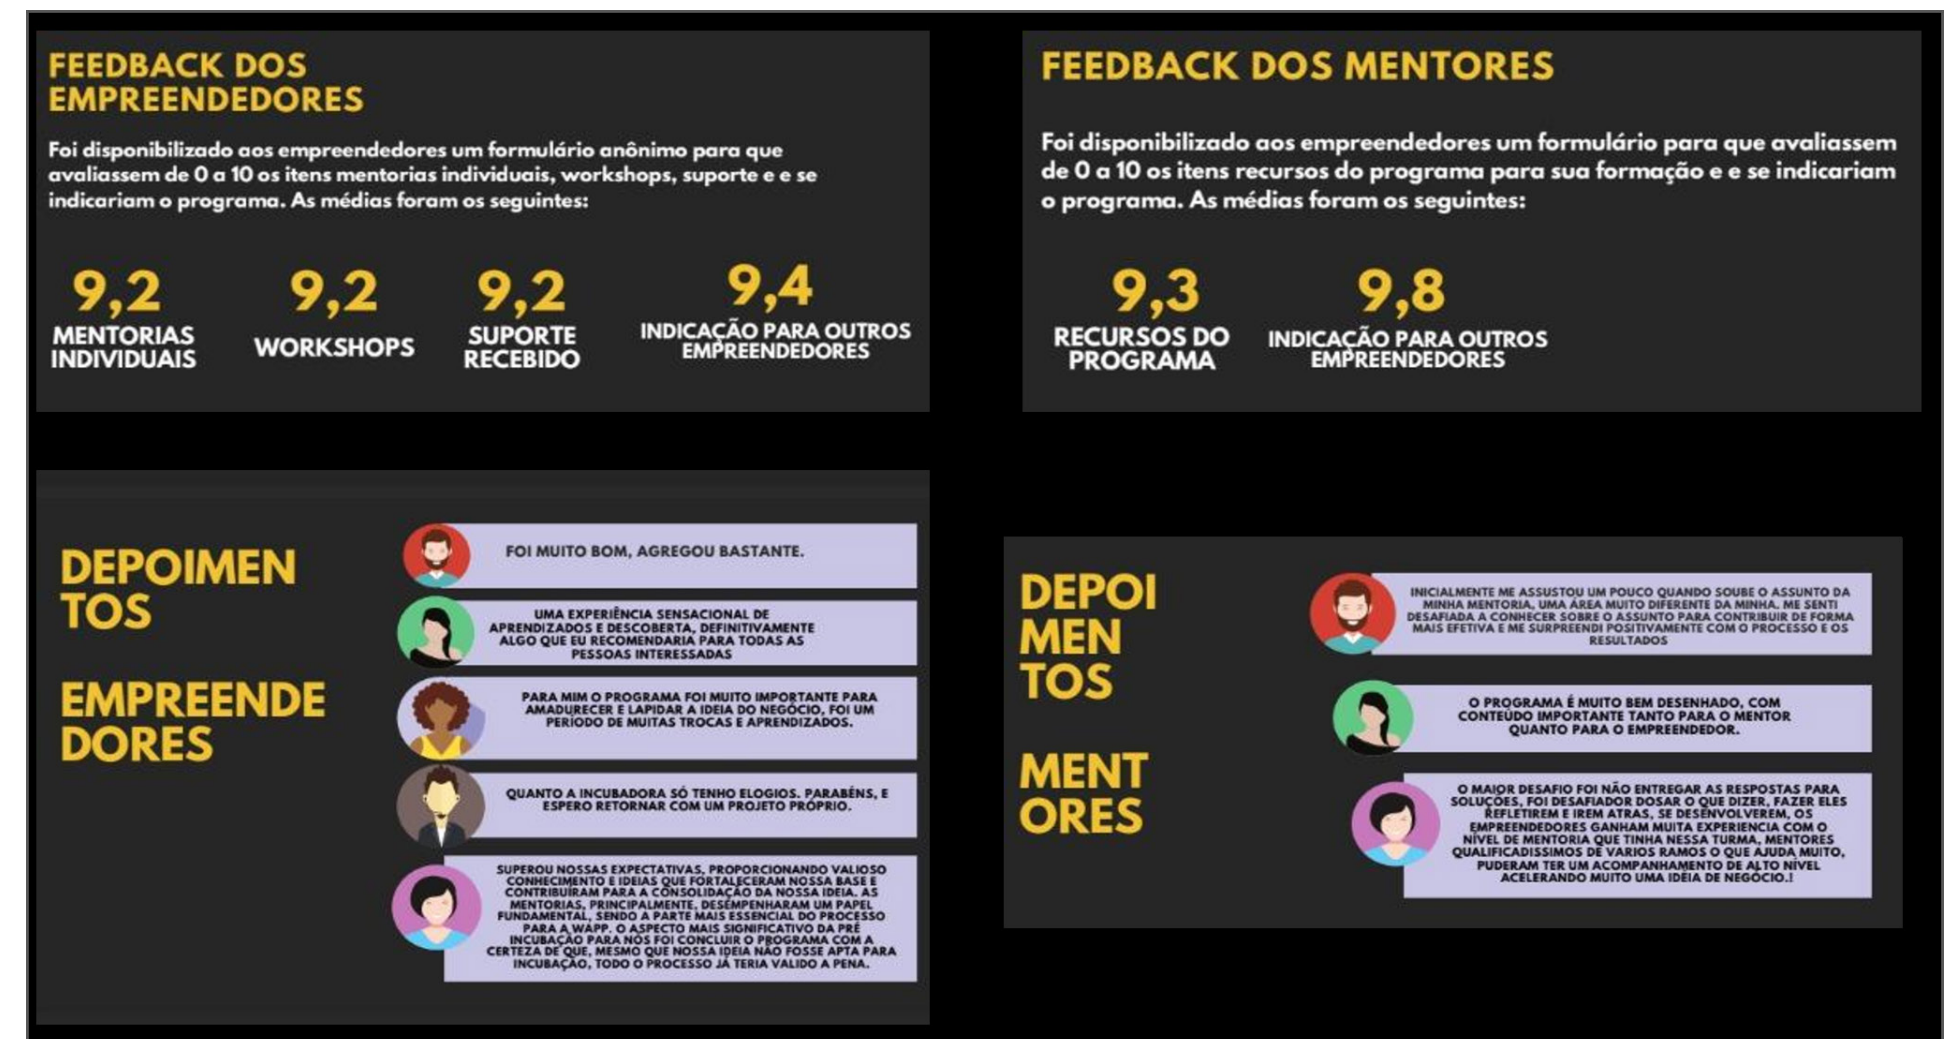 FEEDBACK DOS
EMPREENDEDORES
Foi disponibilizado aos empreendedores um formulário anônimo para que
avaliassem de 0 a 10 os itens mentorias individuais, workshops, suporte e e se
indicariam o programa. As médias foram os seguintes:
9,2
MENTORIAS
INDIVIDUAIS
9,2
WORKSHOPS
9,2
SUPORTE
RECEBIDO
9,4
INDICAÇÃO PARA OUTROS
EMPREENDEDORES
FEEDBACK DOS MENTORES
Foi disponibilizado aos empreendedores um formulário para que avaliassem
de 0 a 10 os itens recursos do programa para sua formação e e se indicariam
o programa. As médias foram os seguintes:
9,3
RECURSOS DO
PROGRAMA
9,8
INDICAÇÃO PARA OUTROS
EMPREENDEDORES
DEPOIMEN
TOS
EMPREENDE
DORES
FOI MUITO BOM, AGREGOU BASTANTE.
UMA EXPERIÊNCIA SENSACIONAL DE
APRENDIZADOS E DESCOBERTA, DEFINITIVAMENTE
ALGO QUE EU RECOMENDARIA PARA TODAS AS
PESSOAS INTERESSADAS
PARA MIM O PROGRAMA FOI MUITO IMPORTANTE PARA
AMADURECER E LAPIDAR A IDEIA DO NEGÓCIO, FOI UM
PERÍODO DE MUITAS TROCAS E APRENDIZADOS.
QUANTO A INCUBADORA SÓ TENHO ELOGIOS. PARABÉNS, E
ESPERO RETORNAR COM UM PROJETO PRÓPRIO.
SUPEROU NOSSAS EXPECTATIVAS, PROPORCIONANDO VALIOSO
CONHECIMENTO E IDEIAS QUE FORTALECERAM NOSSA BASE E
CONTRIBUÍRAM PARA A CONSOLIDAÇÃO DA NOSSA IDEIA. AS
MENTORIAS, PRINCIPALMENTE, DESEMPENHARAM UM PAPEL
FUNDAMENTAL, SENDO A PARTE MAIS ESSENCIAL DO PROCESSO
PARA A WAPP. O ASPECTO MAIS SIGNIFICATIVO DA PRÉ
INCUBAÇÃO PARA NÓS FOI CONCLUIR O PROGRAMA COM A
CERTEZA DE QUE, MESMO QUE NOSSA IDEIA NÃO FOSSE APTA PARA
INCUBAÇÃO, TODO O PROCESSO JÁ TERIA VALIDO A PENA.
DEPOI
MEN
TOS
MENT
ORES
INICIALMENTE ME ASSUSTOU UM POUCO QUANDO SOUBE O ASSUNTO DA
MINHA MENTORIA, UMA ÁREA MUITO DIFERENTE DA MINHA. ME SENTI
DESAFIADA A CONHECER SOBRE O ASSUNTO PARA CONTRIBUIR DE FORMA
MAIS EFETIVA E ME SURPREENDI POSITIVAMENTE COM O PROCESSO E OS
RESULTADOS
O PROGRAMA É MUITO BEM DESENHADO, COM
CONTEÚDO IMPORTANTE TANTO PARA O MENTOR
QUANTO PARA O EMPREENDEDOR.
O MAIOR DESAFIO FOI NÃO ENTREGAR AS RESPOSTAS PARA
SOLUÇÕES, FOI DESAFIADOR DOSAR O QUE DIZER, FAZER ELES
REFLETIREM E IREM ATRAS, SE DESENVOLVEREM, OS
EMPREENDEDORES GANHAM MUITA EXPERIENCIA COM O
NÍVEL DE MENTORIA QUE TINHA NESSA TURMA, MENTORES
QUALIFICADISSIMOS DE VARIOS RAMOS O QUE AJUDA MUITO,
PUDERAM TER UM ACOMPANHAMENTO DE ALTO NÍVEL
ACELERANDO MUITO UMA IDEIA DE NEGÓCIO.!